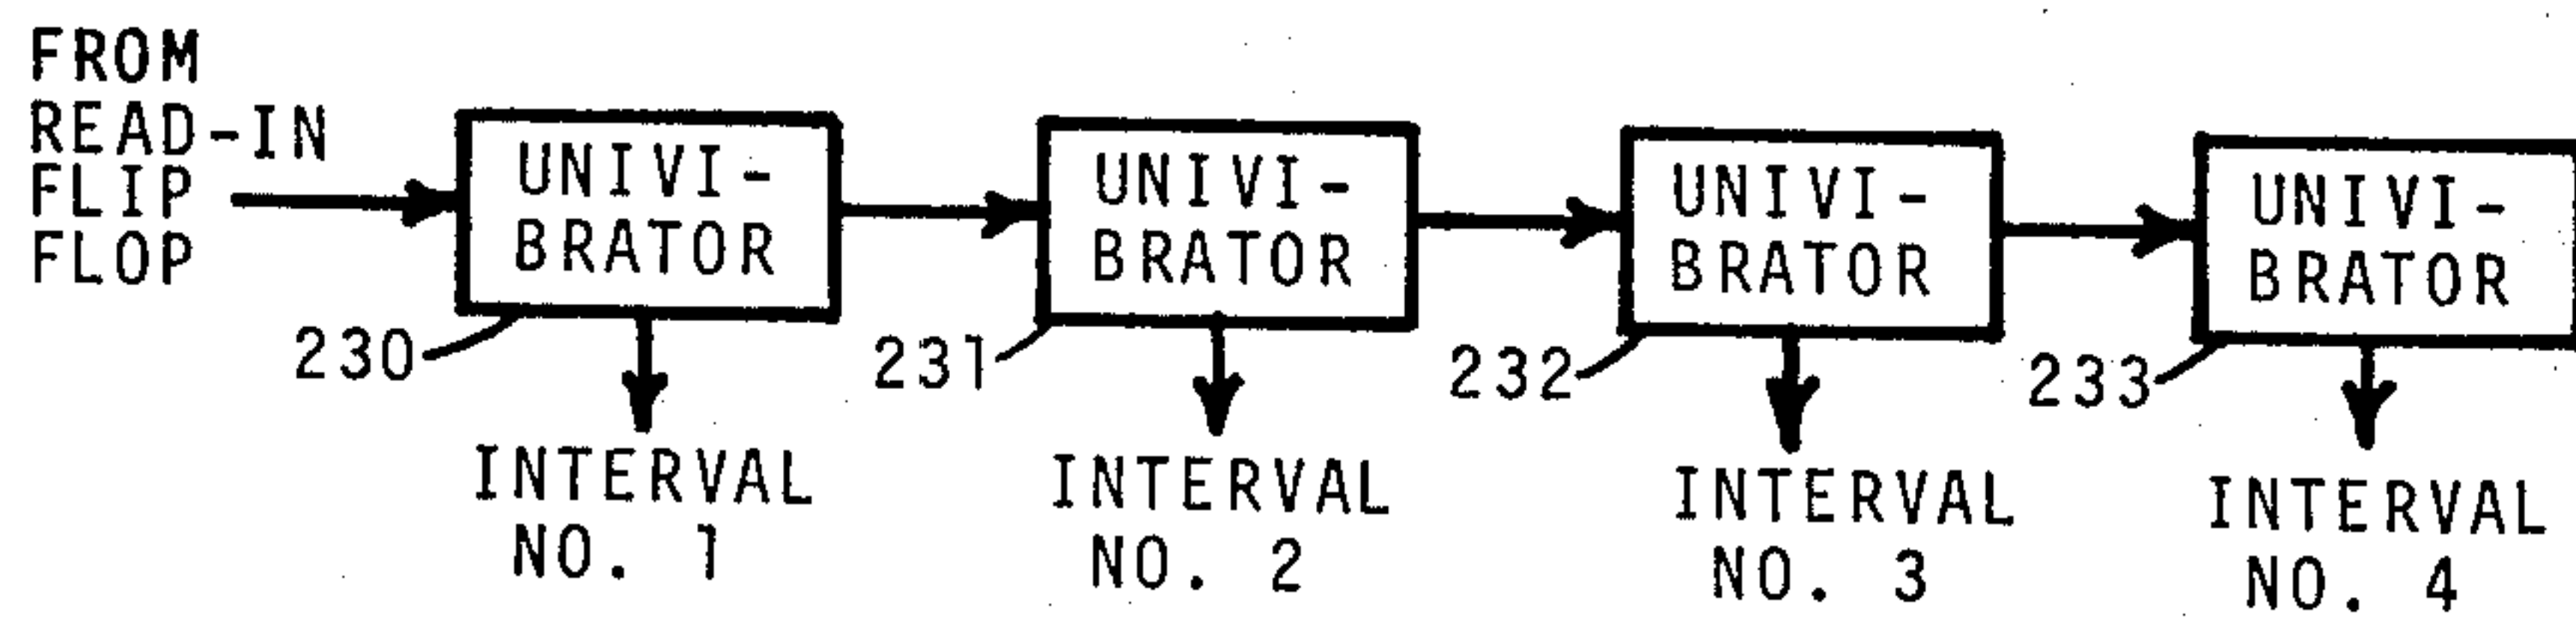 FROM
READ-IN
FLIP
FLOP
UNIVI-
BRATOR
230
INTERVAL
NO. 1
UNIVI-
BRATOR
231
INTERVAL
NO. 2
UNIVI-
BRATOR
232
INTERVAL
NO. 3
UNIVI-
BRATOR
233
INTERVAL
NO. 4